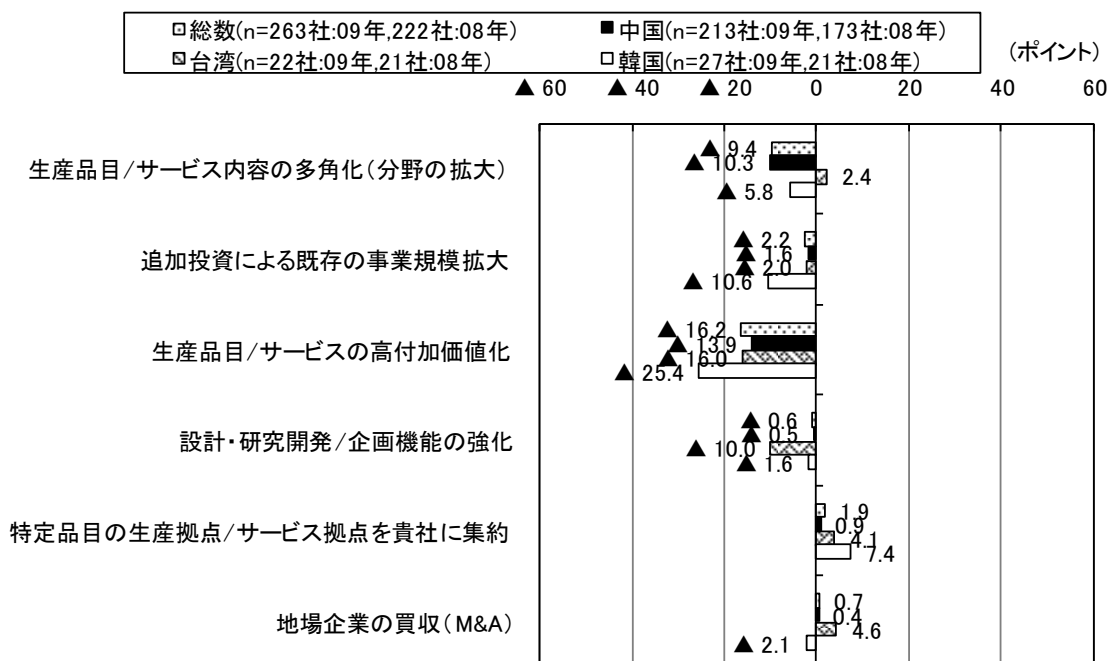 総数(n=263社:09年,222社:08年) 中国(n=213社:09年,173社:08年)
台湾(n=22社:09年,21社:08年) 韓国(n=27社:09年,21社:08年)
(ポイント)
▲ 60 ▲ 40 ▲ 20 0 20 40 60
生産品目/サービス内容の多角化(分野の拡大)
▲ 9.4
▲ 10.3
2.4
▲ 5.8
追加投資による既存の事業規模拡大
▲ 2.2
▲ 1.6
▲ 2.0
▲ 10.6
生産品目/サービスの高付加価値化
▲ 16.2
▲ 13.9
▲ 16.0
▲ 25.4
設計・研究開発/企画機能の強化
▲ 0.6
▲ 0.5
▲ 10.0
▲ 1.6
特定品目の生産拠点/サービス拠点を貴社に集約
1.9
0.9
4.1
7.4
地場企業の買収(M&A)
0.7
0.4
4.6
▲ 2.1